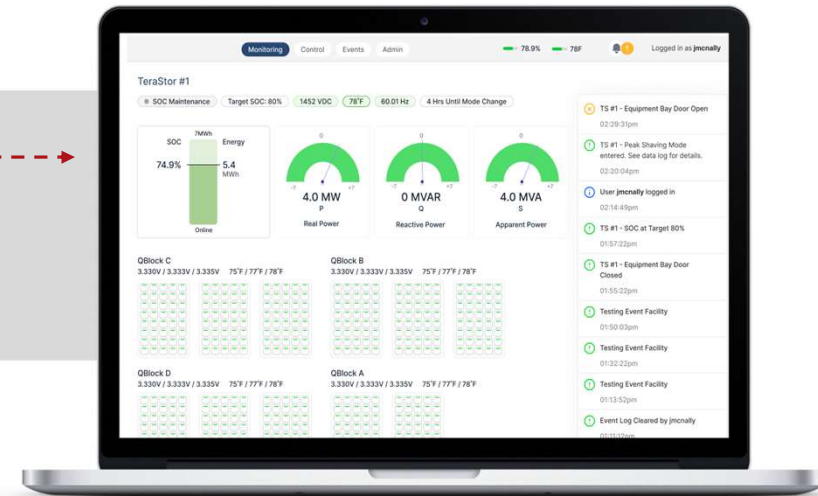 Monitoring Control Events Admin 78.9% 78F Logged in as jmcnally
TeraStor #1
SOC Maintenance Target SOC: 80% 1452 VDC 78°F 60.01 Hz 4 Hrs Until Mode Change
7MWh
SOC Energy
74.9% 5.4
MWh
Online
0
-7 +7
4.0 MW
P
Real Power
0
-7 +7
0 MVAR
Q
Reactive Power
0
-7 +7
4.0 MVA
S
Apparent Power
QBlock C
3.330V / 3.333V / 3.335V 75°F / 77°F / 78°F
QBlock B
3.330V / 3.333V / 3.335V 75°F / 77°F / 78°F
QBlock D
3.330V / 3.333V / 3.335V 75°F / 77°F / 78°F
QBlock A
3.330V / 3.333V / 3.335V 75°F / 77°F / 78°F
TS #1 - Equipment Bay Door Open
02:29:31pm
TS #1 - Peak Shaving Mode
entered. See data log for details.
02:20:04pm
User jmcnally logged in
02:14:49pm
TS #1 - SOC at Target 80%
01:57:22pm
TS #1 - Equipment Bay Door
Closed
01:55:22pm
Testing Event Facility
01:50:03pm
Testing Event Facility
01:32:22pm
Testing Event Facility
01:13:52pm
Event Log Cleared by jmcnally
01:11:12pm